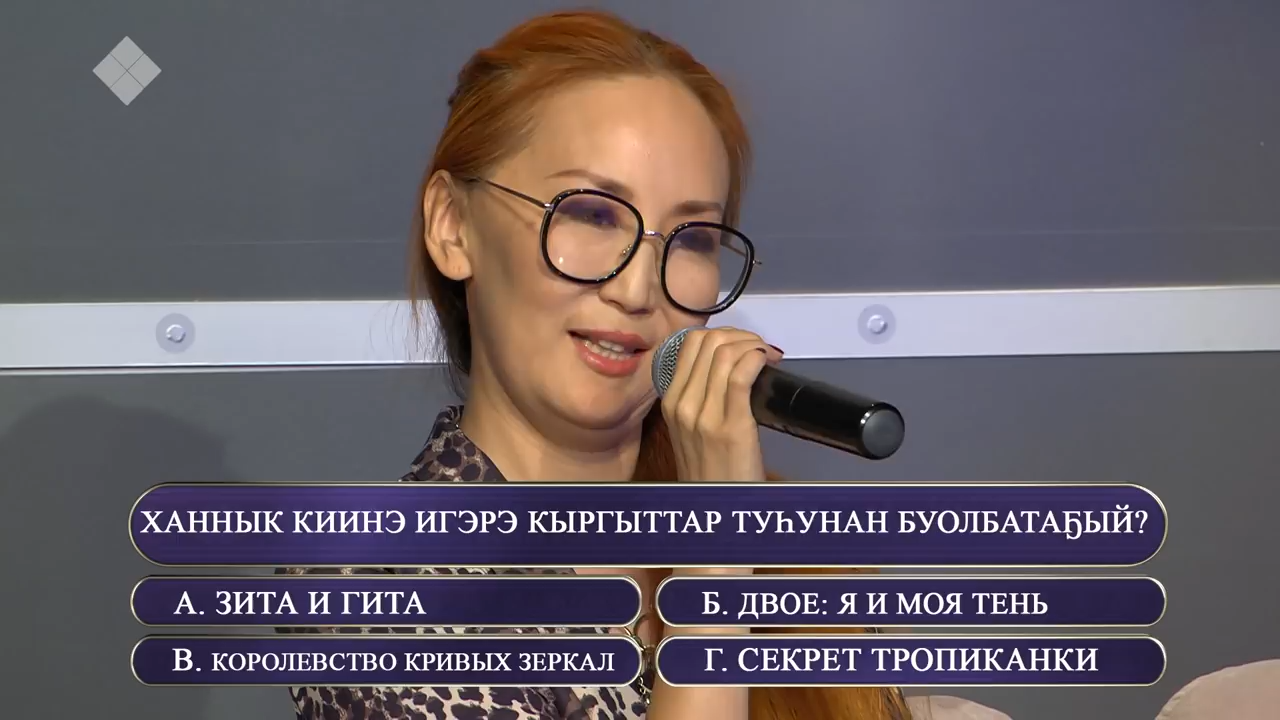 ХАННЫК КИИНЭ ИГЭРЭ КЫРГЫТТАР ТУҺУНАН БУОЛБАТАҔЫЙ?
А. ЗИТА И ГИТА
Б. ДВОЕ: Я И МОЯ ТЕНЬ
В. КОРОЛЕВСТВО КРИВЫХ ЗЕРКАЛ
Г. СЕКРЕТ ТРОПИКАНКИ